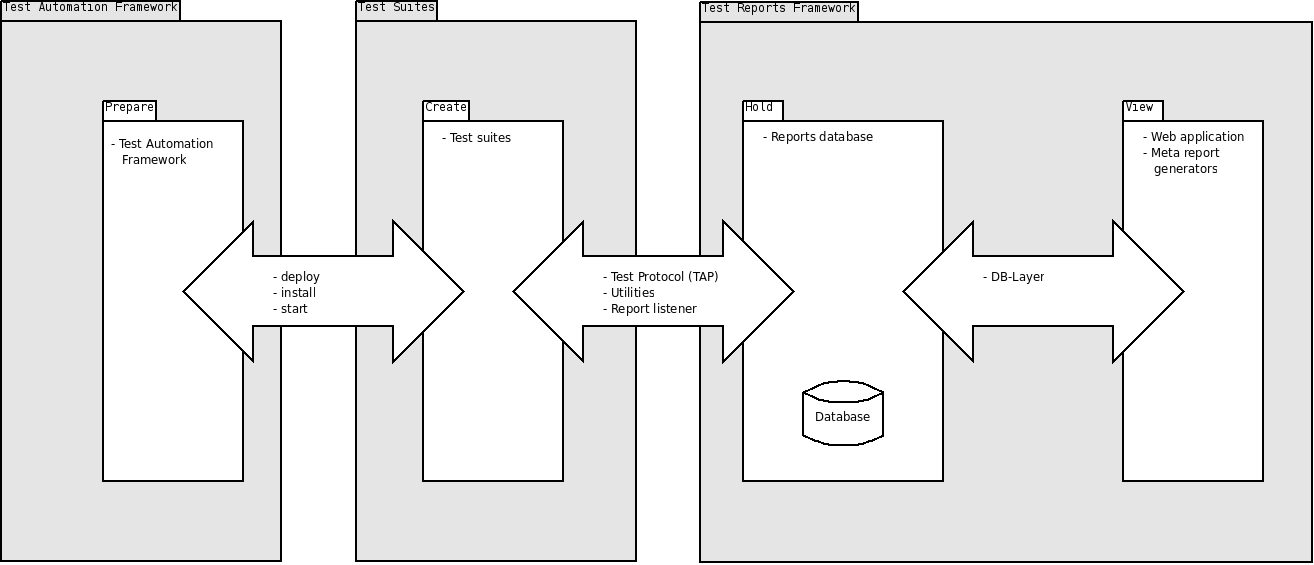 Test Automation Framework
Test Suites
Test Reports Framework
Prepare
- Test Automation
Framework
- deploy
- install
- start
Create
- Test suites
- Test Protocol (TAP)
- Utilities
- Report listener
Hold
- Reports database
Database
- DB-Layer
View
- Web application
- Meta report
generators